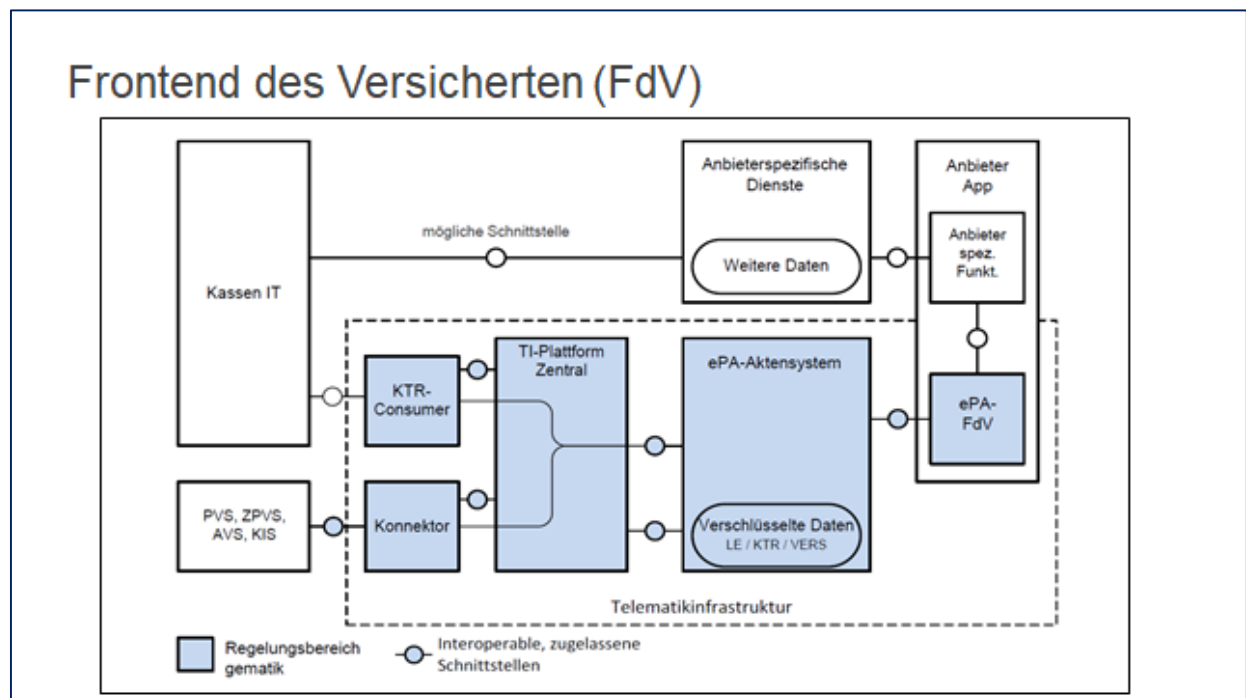 Frontend des Versicherten (FdV)
Anbieterspezifische
Dienste
Anbieter
App
mögliche Schnittstelle
Weitere Daten
Anbieter
spez.
Funkt.
Kassen IT
TI-Plattform
Zentral
ePA-Aktensystem
KTR-
Consumer
ePA-
FdV
PVS, ZPVS,
AVS, KIS
Konnektor
Verschlüsselte Daten
LE / KTR / VERS
Telematikinfrastruktur
Regelungsbereich
gematik
Interoperable, zugelassene
Schnittstellen